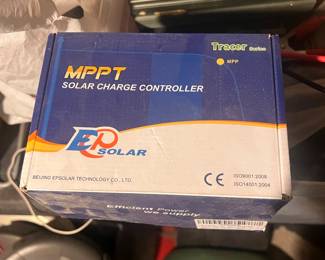 Tracer Series
MPP
MPPT
SOLAR CHARGE CONTROLLER
EP SOLAR
BEIJING EPSOLAR TECHNOLOGY CO., LTD.
CE
ISO9001:2008
ISO14001:2004
Efficient Power
we supply